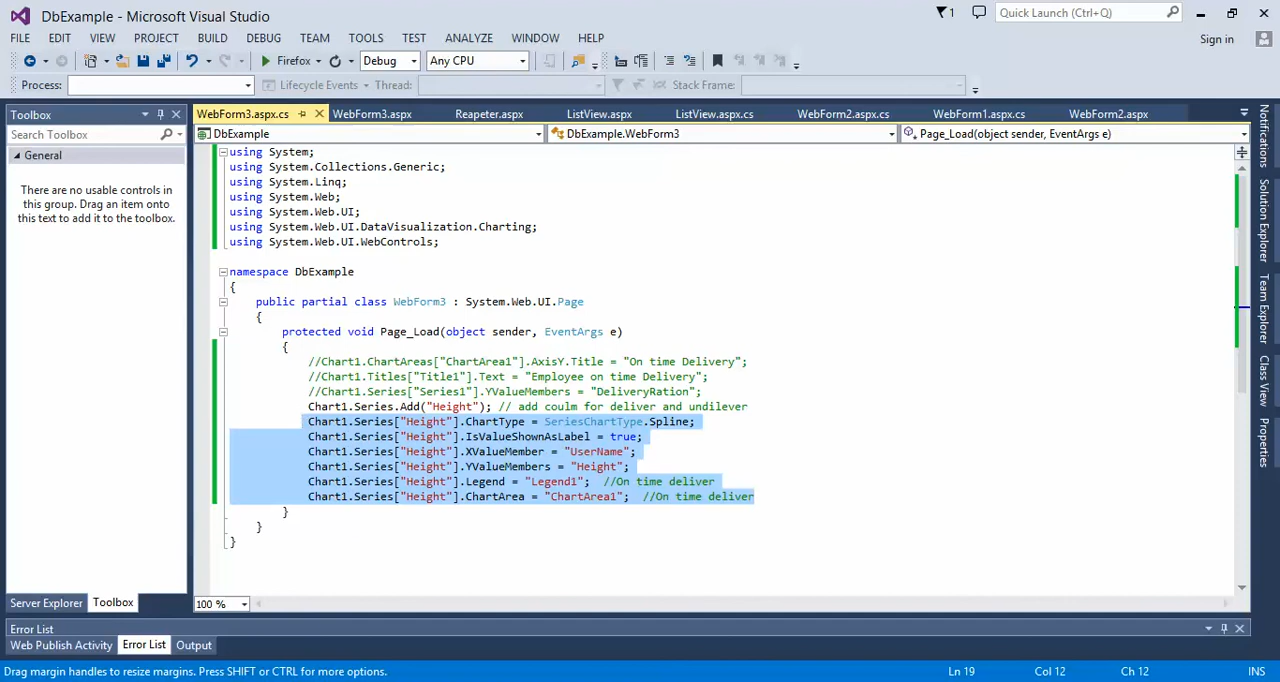 DbExample - Microsoft Visual Studio
1
Quick Launch (Ctrl+Q)
FILE EDIT VIEW PROJECT BUILD DEBUG TEAM TOOLS TEST ANALYZE WINDOW HELP
Sign in
Firefox Debug Any CPU
Process: Lifecycle Events Thread: Stack Frame:
Toolbox
WebForm3.aspx.cs WebForm3.aspx Reapeter.aspx ListView.aspx ListView.aspx.cs WebForm2.aspx.cs WebForm1.aspx.cs WebForm2.aspx
Search Toolbox
DbExample DbExample.WebForm3 Page_Load(object sender, EventArgs e)
General
There are no usable controls in
this group. Drag an item onto
this text to add it to the toolbox.
using System;
using System.Collections.Generic;
using System.Linq;
using System.Web;
using System.Web.UI;
using System.Web.UI.DataVisualization.Charting;
using System.Web.UI.WebControls;
namespace DbExample
{
public partial class WebForm3 : System.Web.UI.Page
{
protected void Page_Load(object sender, EventArgs e)
{
//Chart1.ChartAreas["ChartArea1"].AxisY.Title = "On time Delivery";
//Chart1.Titles["Title1"].Text = "Employee on time Delivery";
//Chart1.Series["Series1"].YValueMembers = "DeliveryRation";
Chart1.Series.Add("Height"); // add coulm for deliver and undilever
Chart1.Series["Height"].ChartType = SeriesChartType.Spline;
Chart1.Series["Height"].IsValueShownAsLabel = true;
Chart1.Series["Height"].XValueMember = "UserName";
Chart1.Series["Height"].YValueMembers = "Height";
Chart1.Series["Height"].Legend = "Legend1"; //On time deliver
Chart1.Series["Height"].ChartArea = "ChartArea1"; //On time deliver
}
}
}
Notifications
Solution Explorer
Team Explorer
Class View
Properties
Server Explorer Toolbox
100 %
Error List
Web Publish Activity Error List Output
Drag margin handles to resize margins. Press SHIFT or CTRL for more options.
Ln 19 Col 12 Ch 12 INS